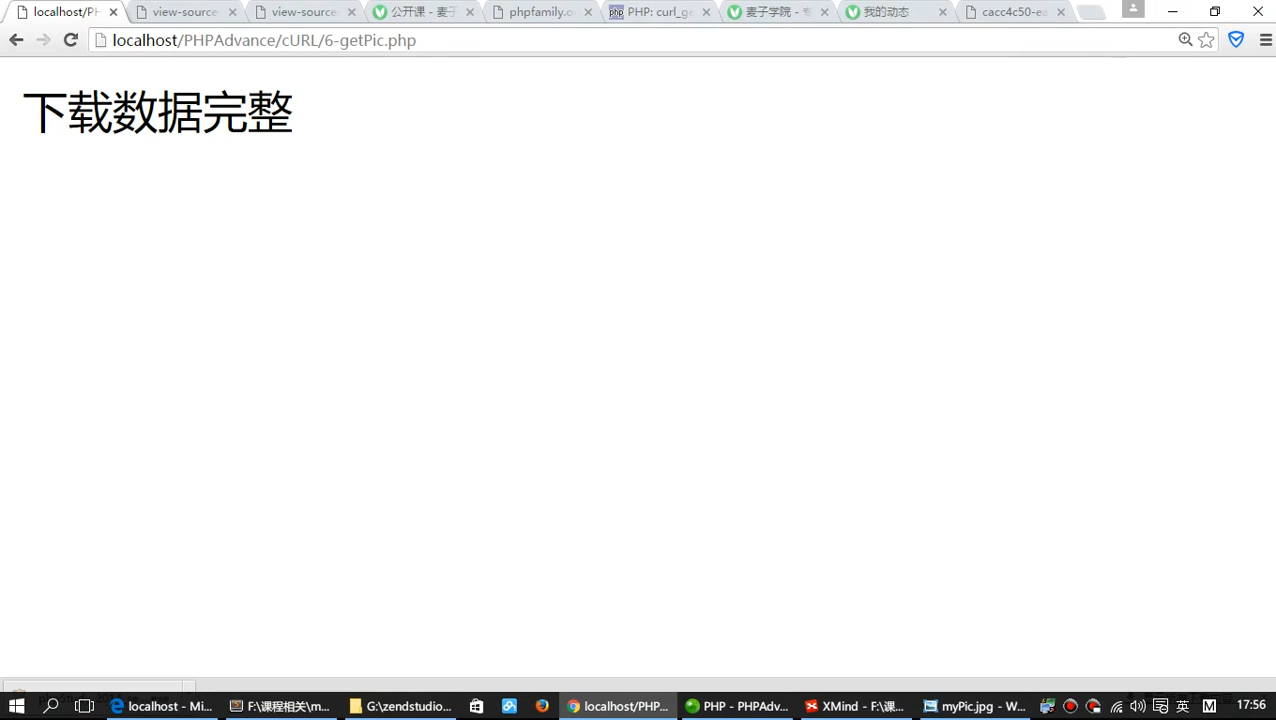 localhost/PH
view-source
view-source
公开课 - 麦子
phpfamily.o
PHP: curl_ge
麦子学院 - 专
我的动态
cacc4c50-ea
localhost/PHPAdvance/cURL/6-getPic.php
下载数据完整
localhost - Mi...
F:\课程相关\m...
G:\zendstudio...
localhost/PHP...
PHP - PHPAdv...
XMind - F:\课...
myPic.jpg - W...
英
M
17:56